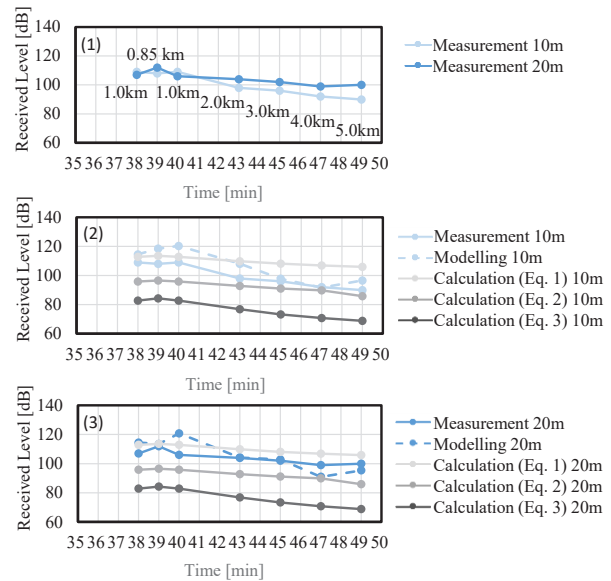 Received Level [dB]
140
120
100
80
60
(1)
0.85 km
1.0km
1.0km
2.0km
3.0km
4.0km
5.0km
35 36 37 38 39 40 41 42 43 44 45 46 47 48 49 50
Time [min]
Measurement 10m
Measurement 20m
Received Level [dB]
140
120
100
80
60
(2)
35 36 37 38 39 40 41 42 43 44 45 46 47 48 49 50
Time [min]
Measurement 10m
Modelling 10m
Calculation (Eq. 1) 10m
Calculation (Eq. 2) 10m
Calculation (Eq. 3) 10m
Received Level [dB]
140
120
100
80
60
(3)
35 36 37 38 39 40 41 42 43 44 45 46 47 48 49 50
Time [min]
Measurement 20m
Modelling 20m
Calculation (Eq. 1) 20m
Calculation (Eq. 2) 20m
Calculation (Eq. 3) 20m